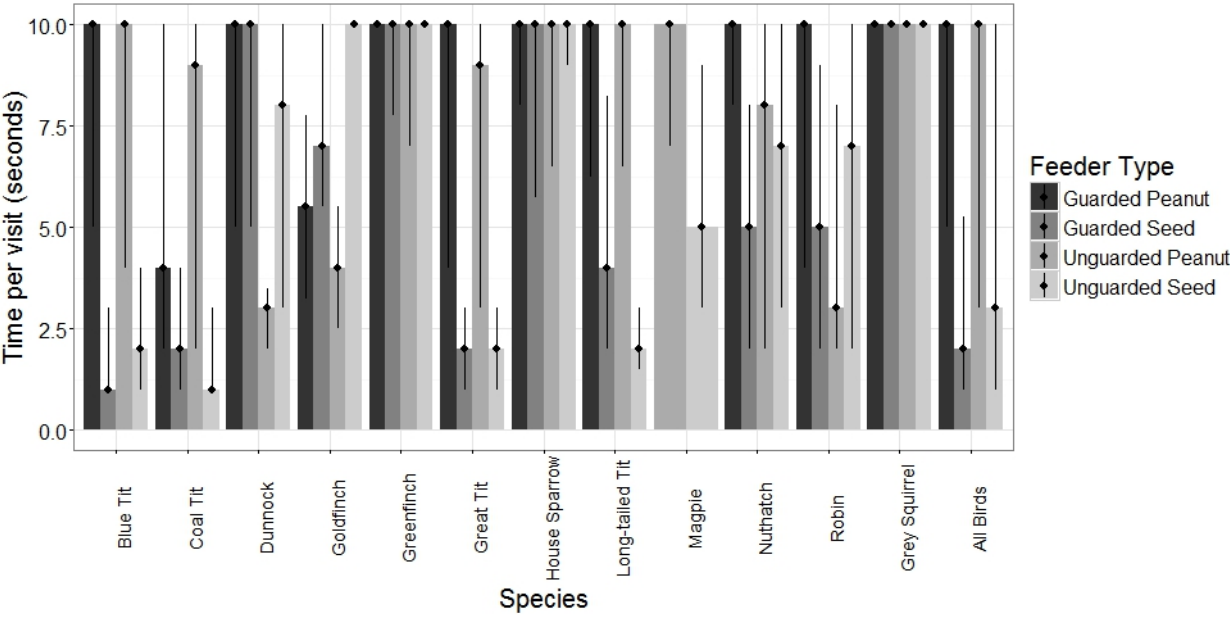 Time per visit (seconds)
10.0
7.5
5.0
2.5
0.0
Blue Tit
Coal Tit
Dunnock
Goldfinch
Greenfinch
Great Tit
House Sparrow
Long-tailed Tit
Magpie
Nuthatch
Robin
Grey Squirrel
All Birds
Species
Feeder Type
Guarded Peanut
Guarded Seed
Unguarded Peanut
Unguarded Seed